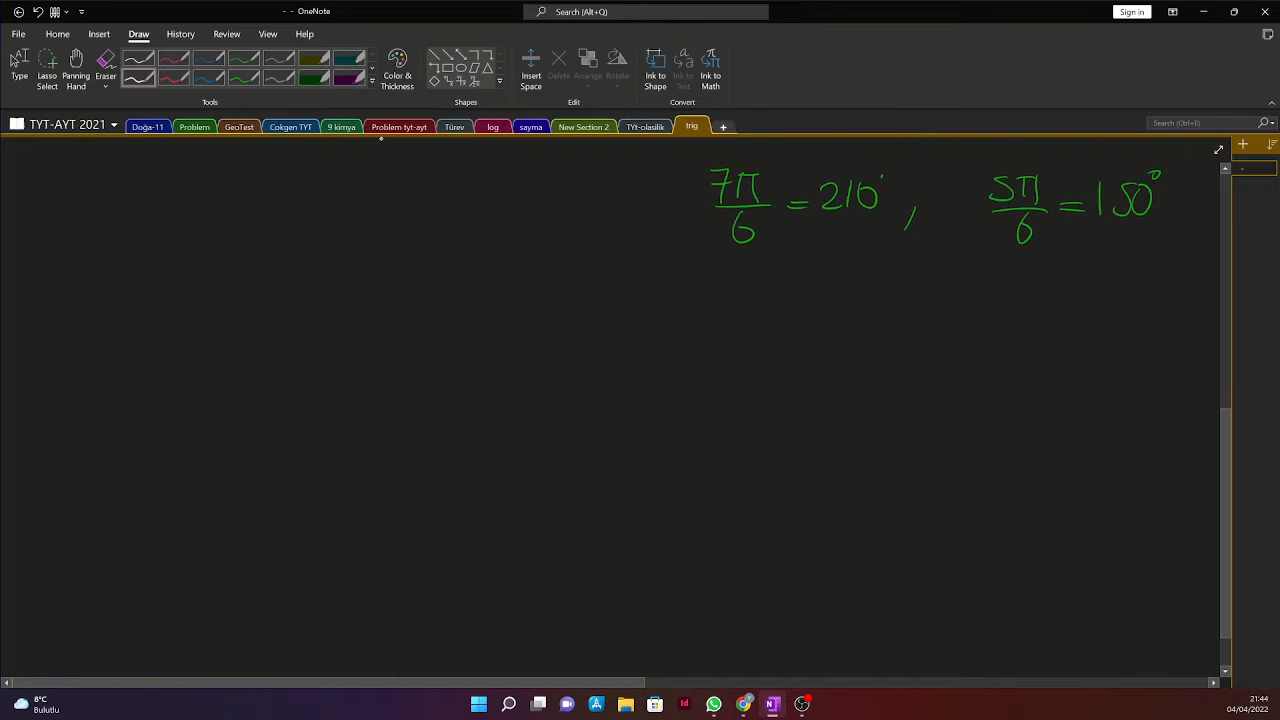 - - OneNote
Search (Alt+Q)
Sign in
File Home Insert Draw History Review View Help
Type
Lasso Select
Panning Hand
Eraser
Color & Thickness
Insert Space
Delete
Arrange
Rotate
Ink to Shape
Ink to Text
Ink to Math
Tools
Shapes
Edit
Convert
TYT-AYT 2021
Doğa-11 Problem GeoTest Cokgen TYT 9 kimya Problem tyt-ayt Türev log sayma New Section 2 TYt-olasilik trig
Search (Ctrl+E)
7π/6 = 210° , 5π/6 = 150°
8°C
Bulutlu
21:44
04/04/2022